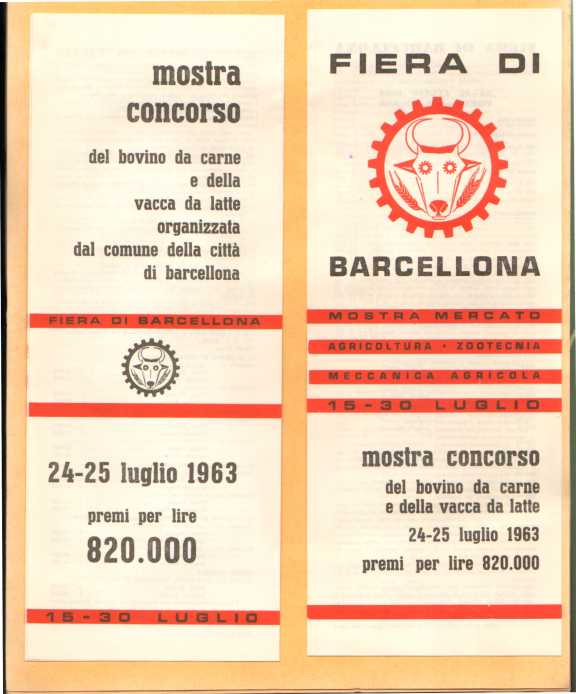 mostra
concorso
del bovino da carne
e della
vacca da latte
organizzata
dal comune della città
di barcellona
FIERA DI BARCELLONA
24-25 luglio 1963
premi per lire
820.000
15-30 LUGLIO
FIERA DI
BARCELLONA
MOSTRA MERCATO
AGRICOLTURA · ZOOTECNIA
MECCANICA AGRICOLA
15-30 LUGLIO
mostra concorso
del bovino da carne
e della vacca da latte
24-25 luglio 1963
premi per lire 820.000